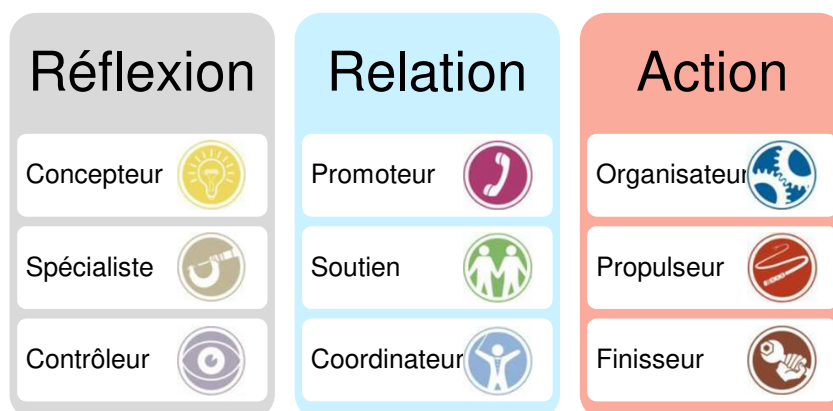 Réflexion
Concepteur
Spécialiste
Contrôleur
Relation
Promoteur
Soutien
Coordinateur
Action
Organisateur
Propulseur
Finisseur